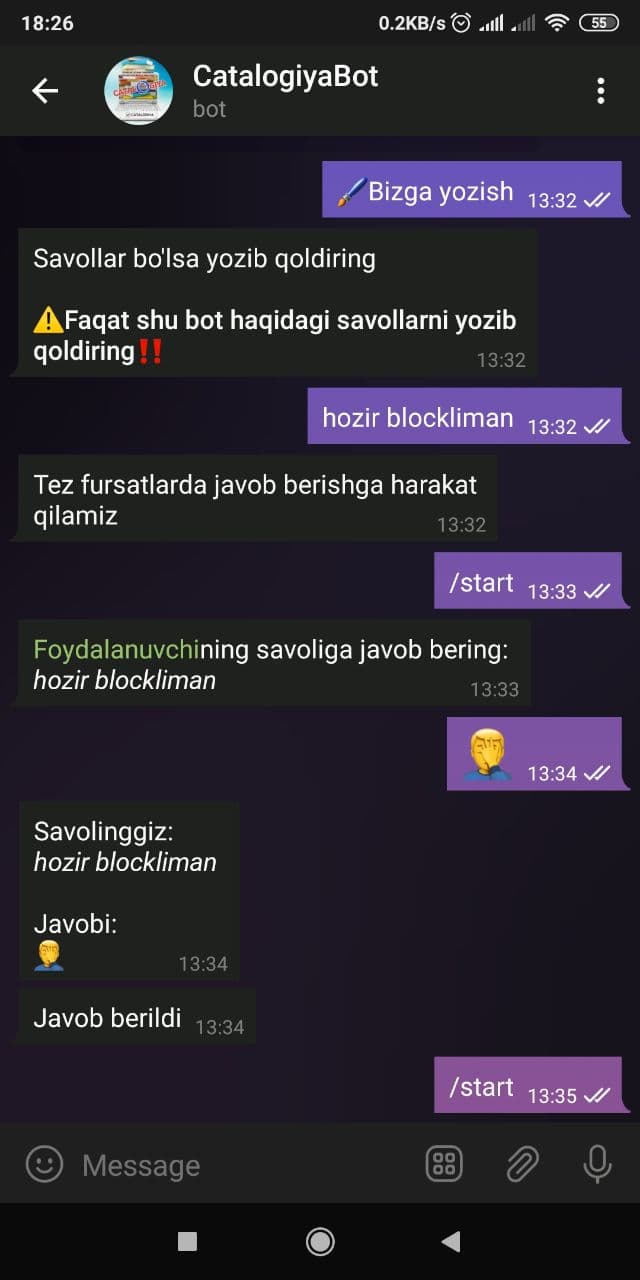 18:26
0.2KB/s
55
CatalogiyaBot
bot
🖌️Bizga yozish 13:32
Savollar bo'lsa yozib qoldiring
⚠️Faqat shu bot haqidagi savollarni yozib
qoldiring‼️
13:32
hozir blockliman 13:32
Tez fursatlarda javob berishga harakat
qilamiz
13:32
/start 13:33
Foydalanuvchining savoliga javob bering:
hozir blockliman
13:33
🤦‍♂️ 13:34
Savolinggiz:
hozir blockliman
Javobi:
🤦‍♂️ 13:34
Javob berildi 13:34
/start 13:35
Message